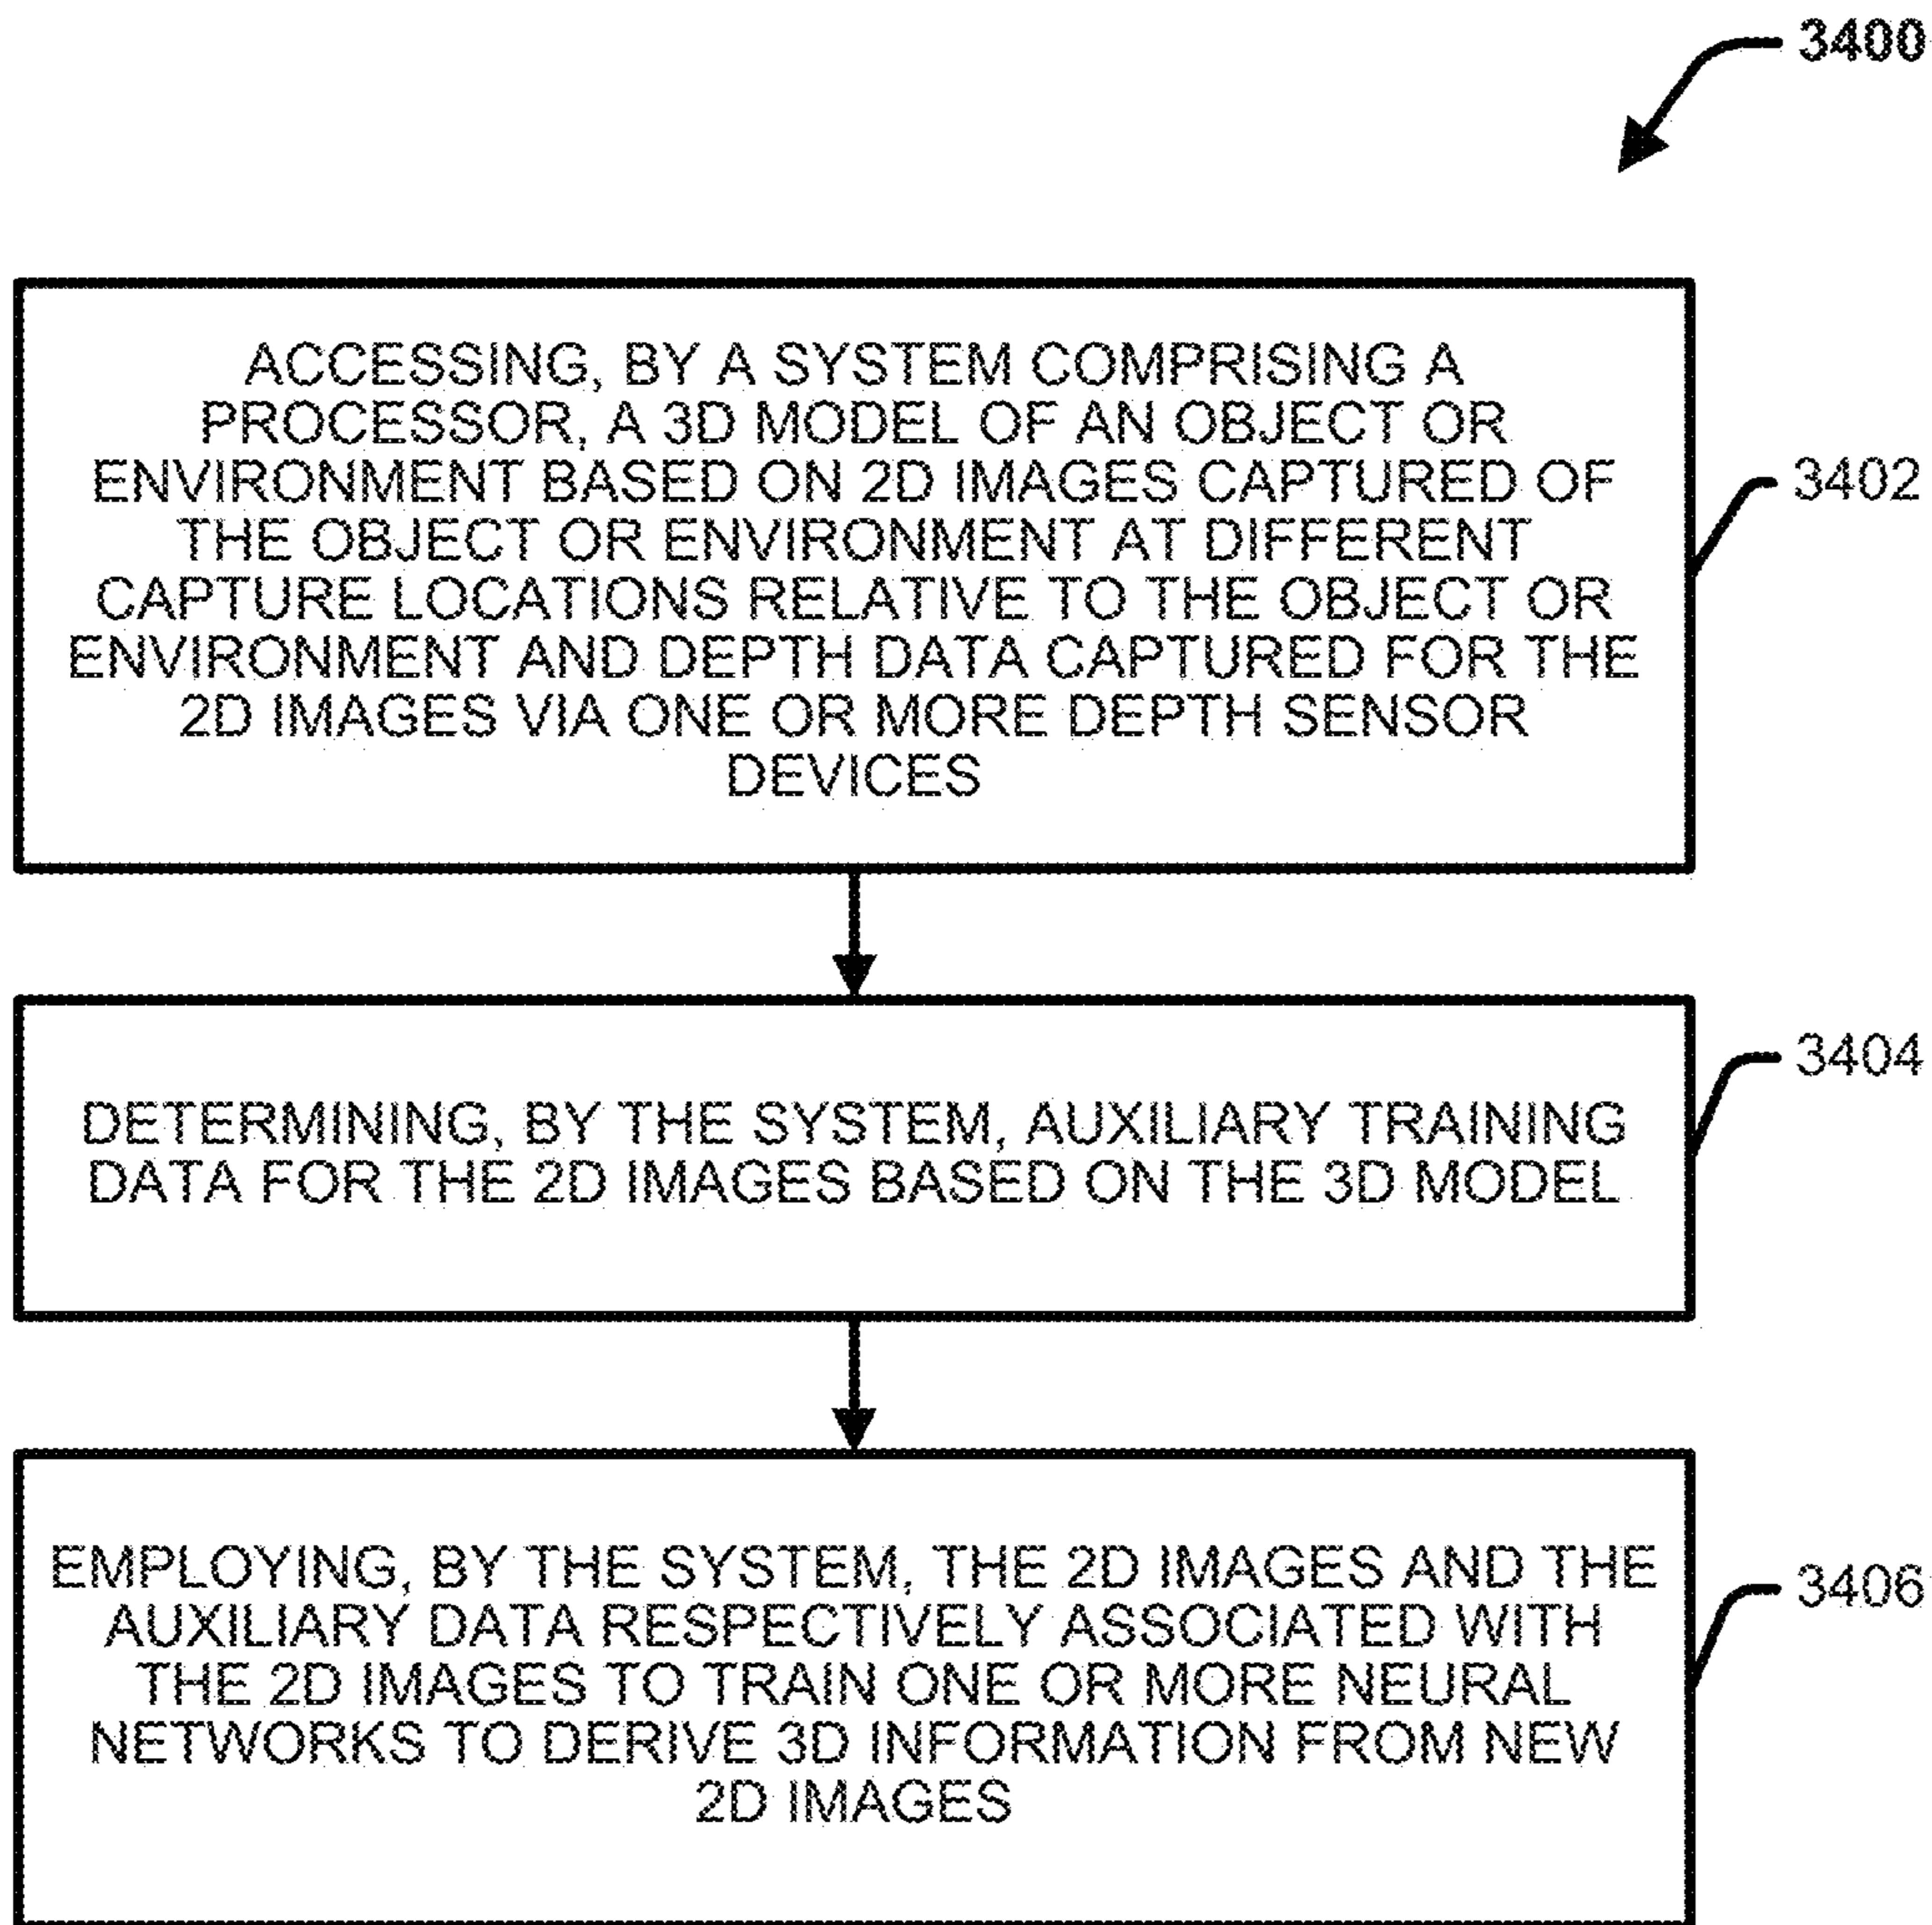 3400
ACCESSING, BY A SYSTEM COMPRISING A
PROCESSOR, A 3D MODEL OF AN OBJECT OR
ENVIRONMENT BASED ON 2D IMAGES CAPTURED OF
THE OBJECT OR ENVIRONMENT AT DIFFERENT
CAPTURE LOCATIONS RELATIVE TO THE OBJECT OR
ENVIRONMENT AND DEPTH DATA CAPTURED FOR THE
2D IMAGES VIA ONE OR MORE DEPTH SENSOR
DEVICES
3402
DETERMINING, BY THE SYSTEM, AUXILIARY TRAINING
DATA FOR THE 2D IMAGES BASED ON THE 3D MODEL
3404
EMPLOYING, BY THE SYSTEM, THE 2D IMAGES AND THE
AUXILIARY DATA RESPECTIVELY ASSOCIATED WITH
THE 2D IMAGES TO TRAIN ONE OR MORE NEURAL
NETWORKS TO DERIVE 3D INFORMATION FROM NEW
2D IMAGES
3406